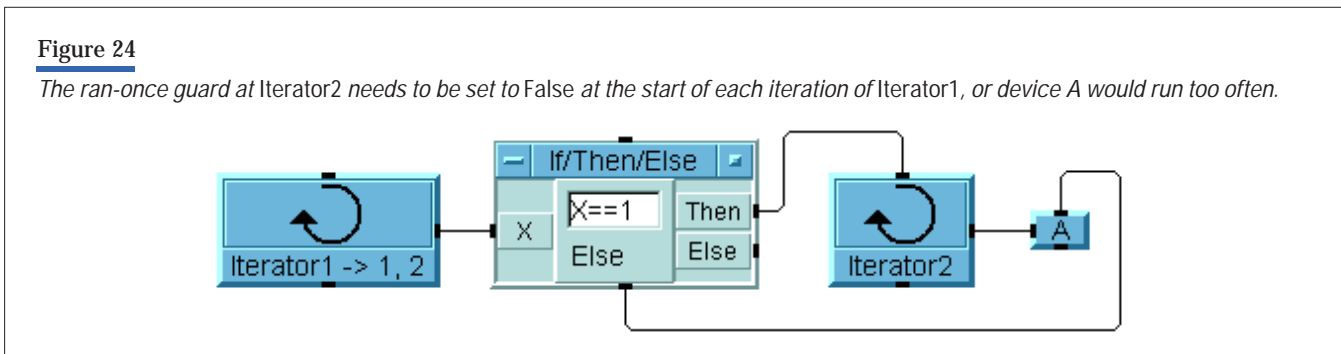 Figure 24
The ran-once guard at Iterator2 needs to be set to False at the start of each iteration of Iterator1, or device A would run too often.
If/Then/Else
X
X==1
Else
Then
Else
Iterator1 -> 1, 2
Iterator2
A